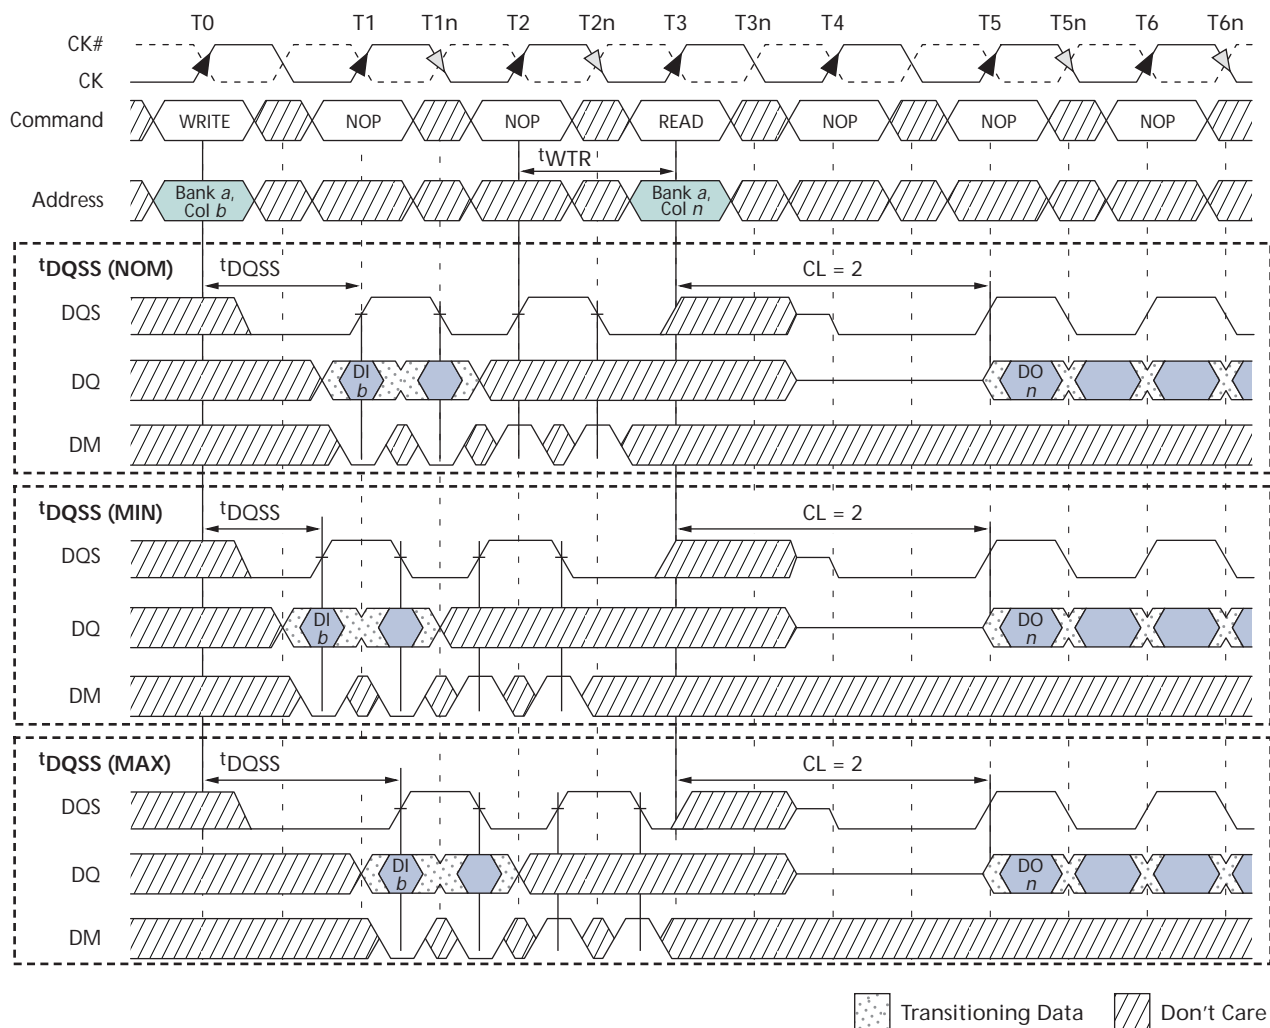 T0 T1 T1n T2 T2n T3 T3n T4 T5 T5n T6 T6n
CK#
CK
Command WRITE NOP NOP READ NOP NOP NOP
tWTR
Address Bank a, Col b Bank a, Col n
tDQSS (NOM) tDQSS CL = 2
DQS
DQ DI b DO n
DM
tDQSS (MIN) tDQSS CL = 2
DQS
DQ DI b DO n
DM
tDQSS (MAX) tDQSS CL = 2
DQS
DQ DI b DO n
DM
Transitioning Data Don't Care